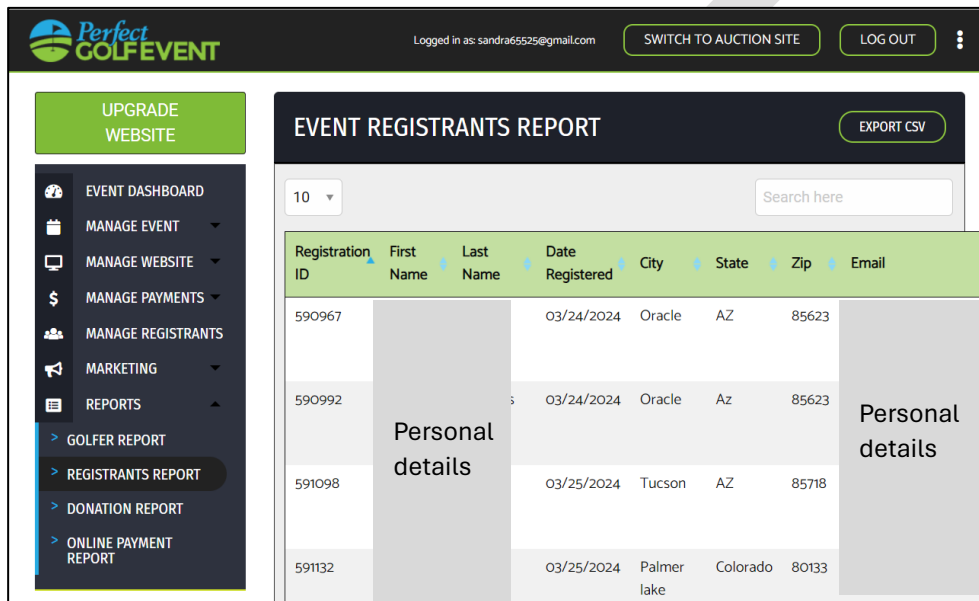 Perfect
GOLFEVENT
Logged in as: sandra65525@gmail.com
SWITCH TO AUCTION SITE
LOG OUT
UPGRADE
WEBSITE
EVENT DASHBOARD
MANAGE EVENT
MANAGE WEBSITE
MANAGE PAYMENTS
MANAGE REGISTRANTS
MARKETING
REPORTS
> GOLFER REPORT
> REGISTRANTS REPORT
> DONATION REPORT
> ONLINE PAYMENT
REPORT
EVENT REGISTRANTS REPORT
EXPORT CSV
10
Search here
Registration ID First Name Last Name Date Registered City State Zip Email
590967 03/24/2024 Oracle AZ 85623
590992 s 03/24/2024 Oracle Az 85623
Personal
details
Personal
details
591098 03/25/2024 Tucson AZ 85718
591132 03/25/2024 Palmer lake Colorado 80133